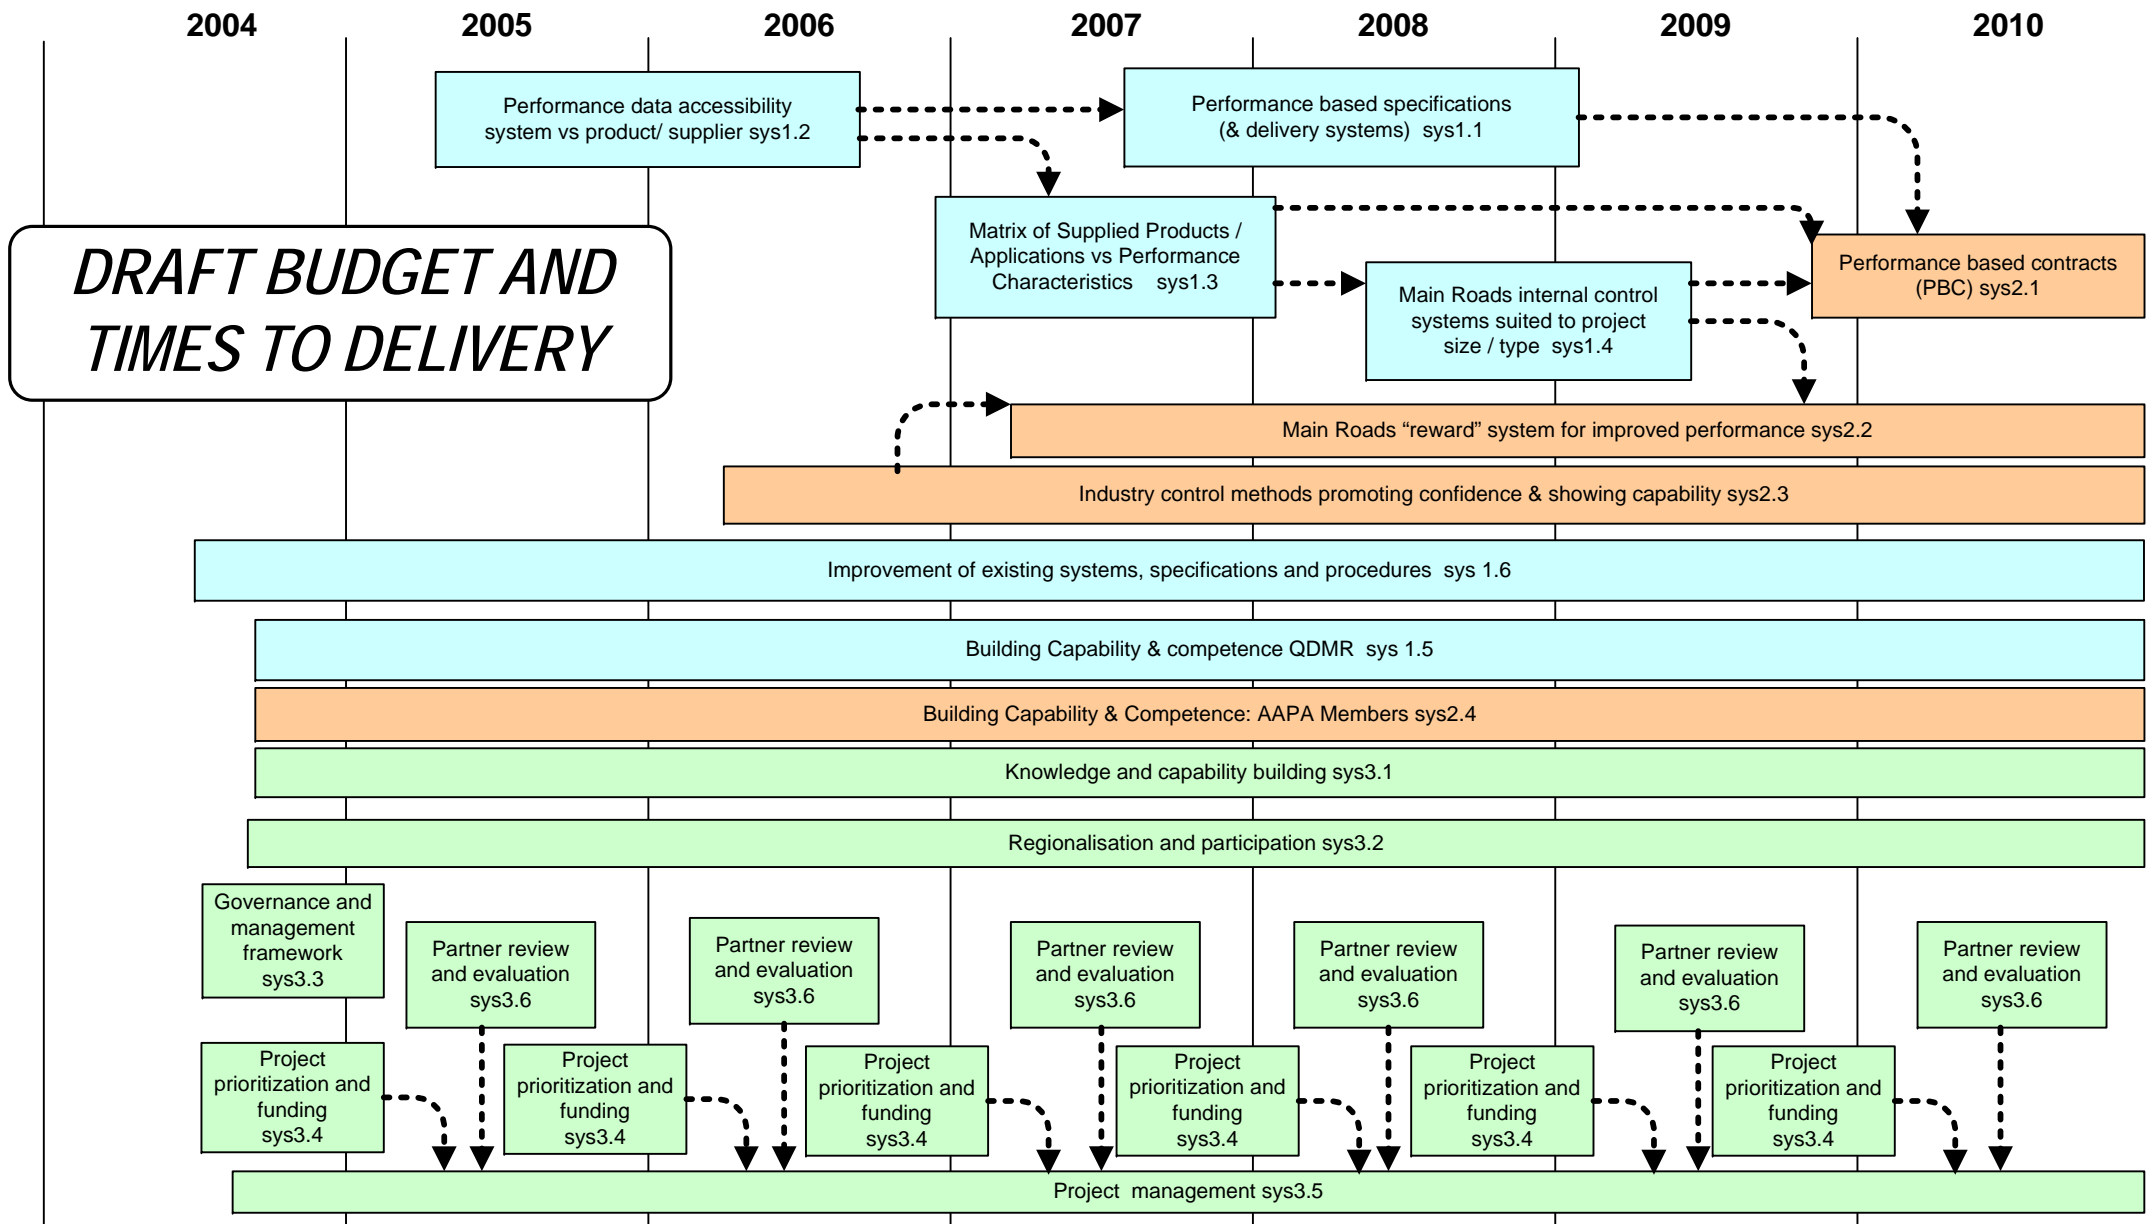 2004 2005 2006 2007 2008 2009 2010
Performance data accessibility
system vs product/ supplier sys1.2
Performance based specifications
(& delivery systems)  sys1.1
DRAFT BUDGET AND
TIMES TO DELIVERY
Matrix of Supplied Products /
Applications vs Performance
Characteristics    sys1.3
Main Roads internal control
systems suited to project
size / type  sys1.4
Performance based contracts
(PBC) sys2.1
Main Roads “reward” system for improved performance sys2.2
Industry control methods promoting confidence & showing capability sys2.3
Improvement of existing systems, specifications and procedures  sys 1.6
Building Capability & competence QDMR  sys 1.5
Building Capability & Competence: AAPA Members sys2.4
Knowledge and capability building sys3.1
Regionalisation and participation sys3.2
Governance and
management
framework
sys3.3
Partner review
and evaluation
sys3.6
Partner review
and evaluation
sys3.6
Partner review
and evaluation
sys3.6
Partner review
and evaluation
sys3.6
Partner review
and evaluation
sys3.6
Partner review
and evaluation
sys3.6
Project
prioritization and
funding
sys3.4
Project
prioritization and
funding
sys3.4
Project
prioritization and
funding
sys3.4
Project
prioritization and
funding
sys3.4
Project
prioritization and
funding
sys3.4
Project
prioritization and
funding
sys3.4
Project  management sys3.5